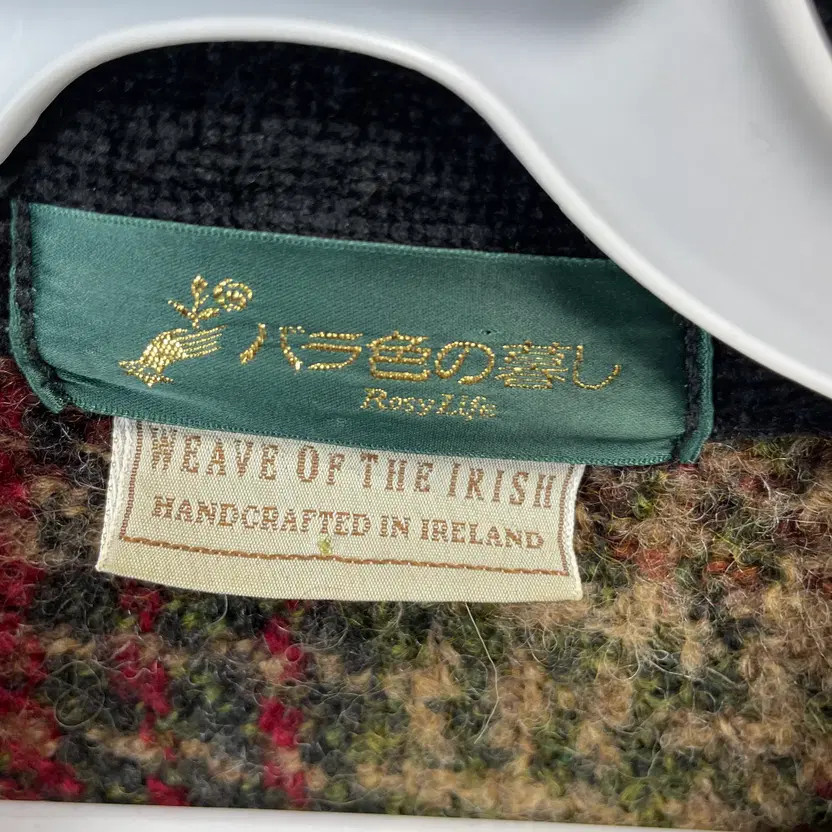 バラ色の暮し
Rosy Life
WEAVE OF THE IRISH
HANDCRAFTED IN IRELAND